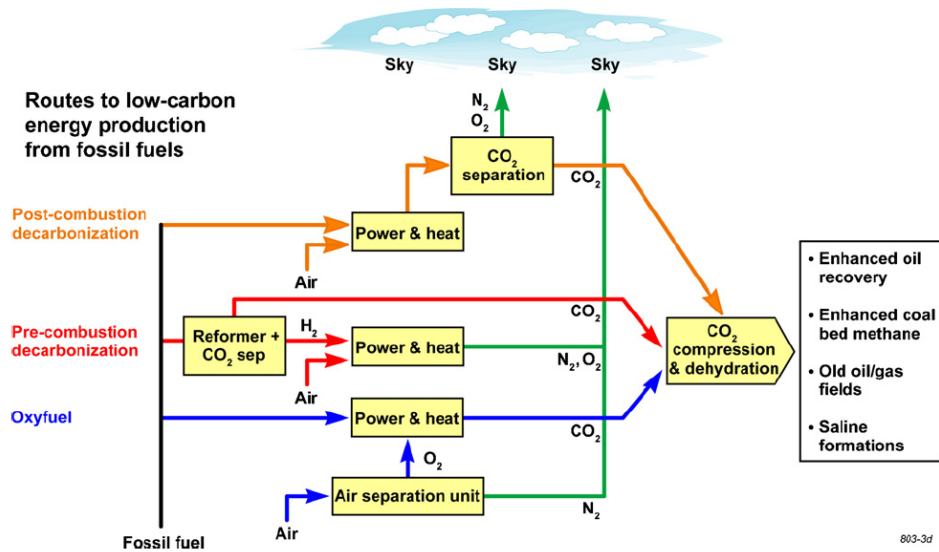 Sky
Sky
Sky
Routes to low-carbon
energy production
from fossil fuels
N₂
O₂
CO₂
separation
CO₂
Post-combustion
decarbonization
Power & heat
Air
• Enhanced oil
recovery
• Enhanced coal
bed methane
• Old oil/gas
fields
• Saline
formations
Pre-combustion
decarbonization
Reformer +
CO₂ sep
H₂
Power & heat
Air
CO₂
N₂, O₂
CO₂
compression
& dehydration
Oxyfuel
Power & heat
CO₂
O₂
Air separation unit
Air
N₂
Fossil fuel
803-3d